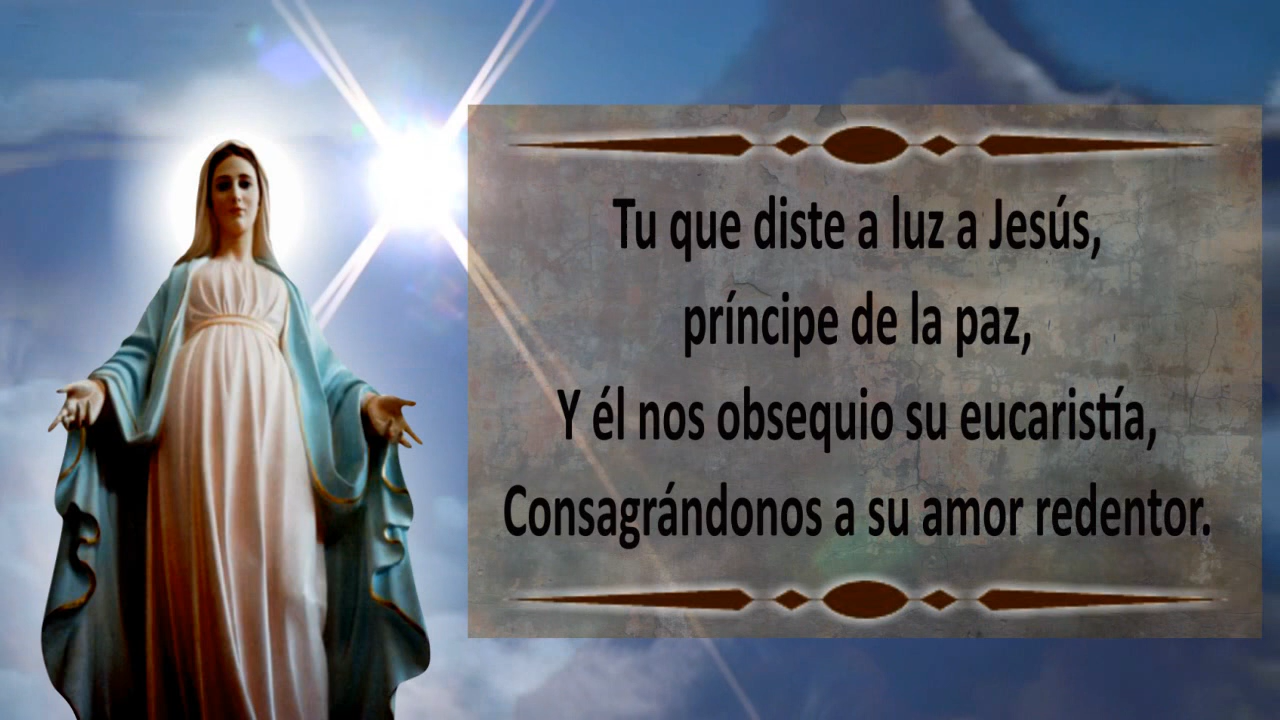 Tu que diste a luz a Jesús,
príncipe de la paz,
Y él nos obsequio su eucaristía,
Consagrándonos a su amor redentor.